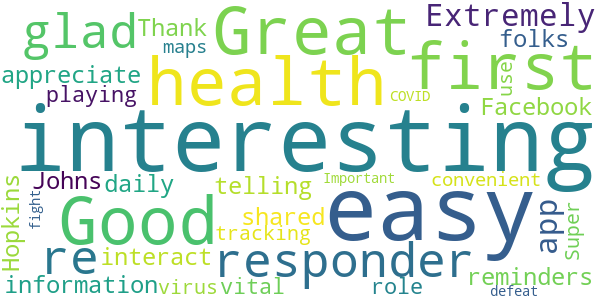 glad Thank Great Extremely
maps folks
appreciate health first
playing COVID use Facebook
interesting
Johns daily telling Important convenient
Hopkins fight Good shared easy app Super
tracking
re interact responder reminders
information virus vital role defeat